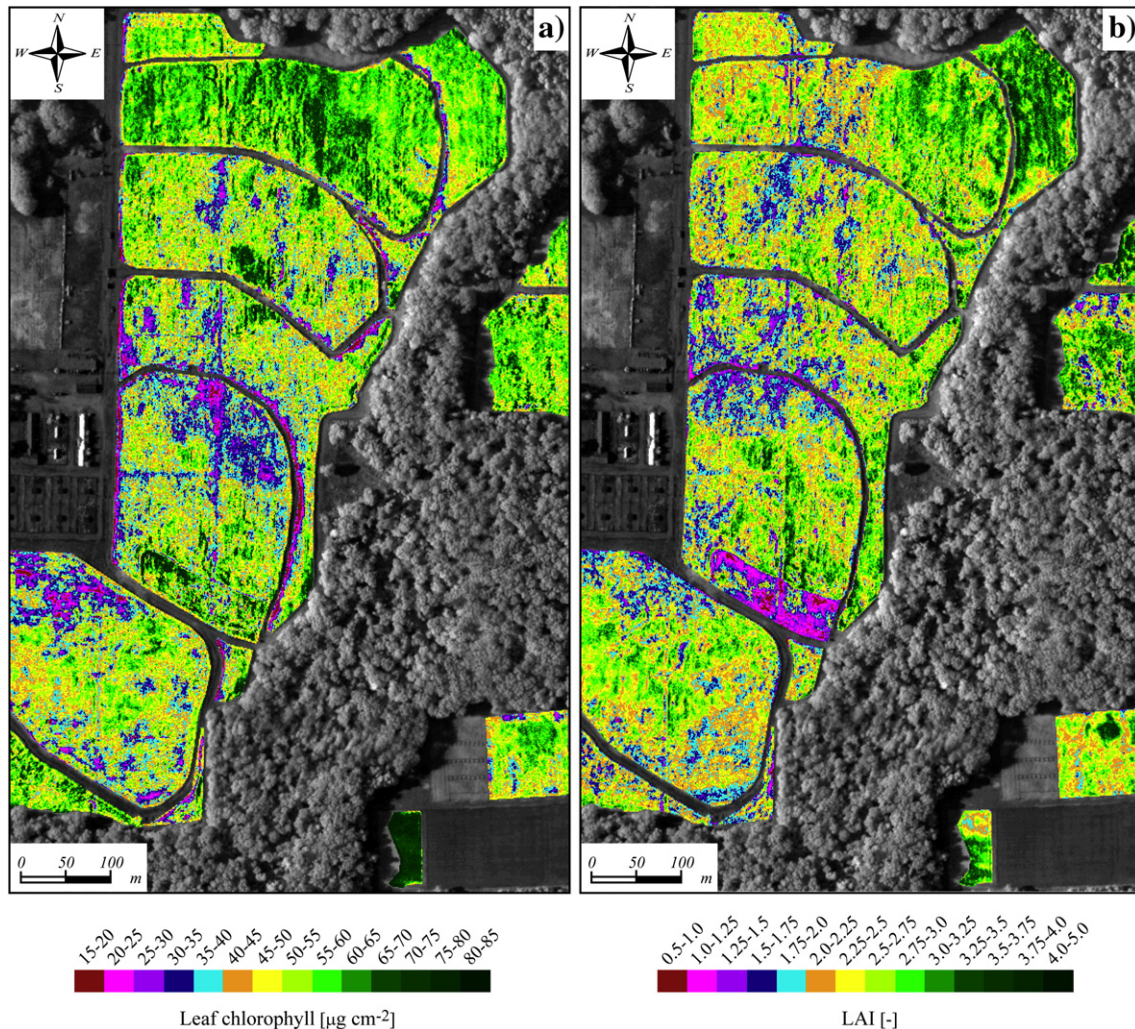 a)
N
W E
S
0 50 100
m
b)
N
W E
S
0 50 100
m
15-20
20-25
25-30
30-35
35-40
40-45
45-50
50-55
55-60
60-65
65-70
70-75
75-80
80-85
Leaf chlorophyll [µg cm-2]
0.5-1.0
1.0-1.25
1.25-1.5
1.5-1.75
1.75-2.0
2.0-2.25
2.25-2.5
2.5-2.75
2.75-3.0
3.0-3.25
3.25-3.5
3.5-3.75
3.75-4.0
4.0-5.0
LAI [-]